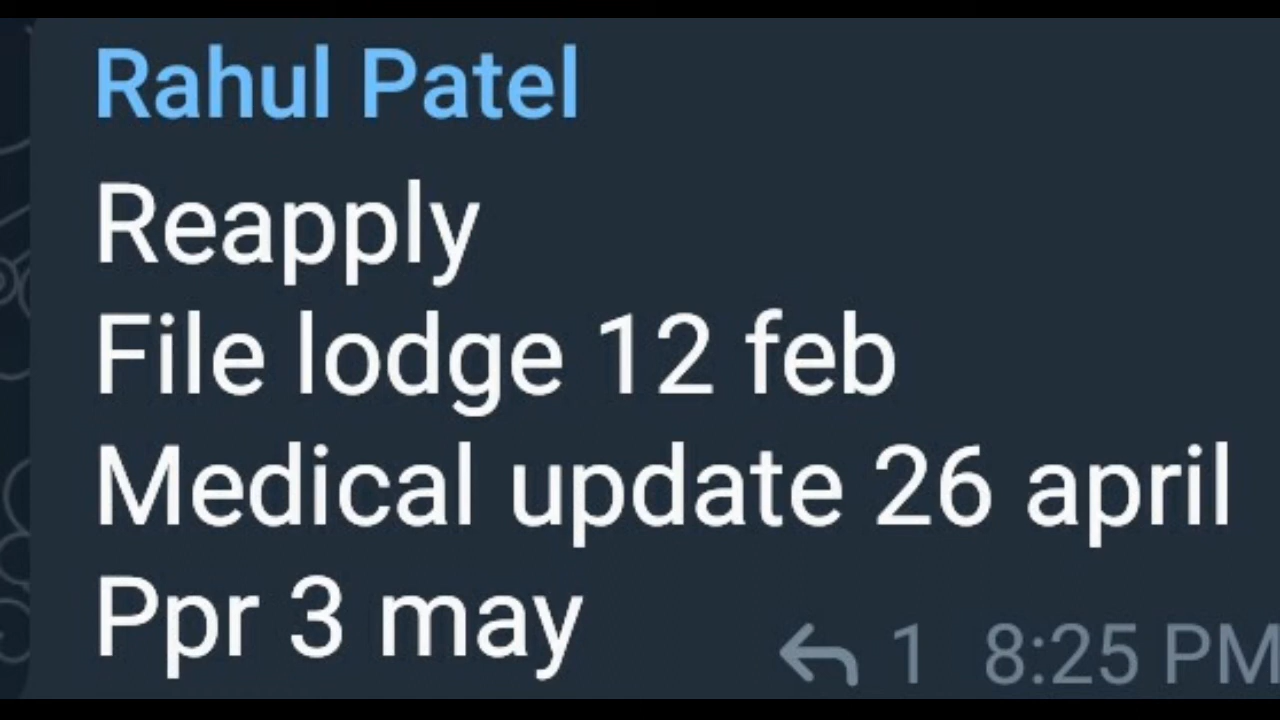 Rahul Patel
Reapply
File lodge 12 feb
Medical update 26 april
Ppr 3 may
1 8:25 PM